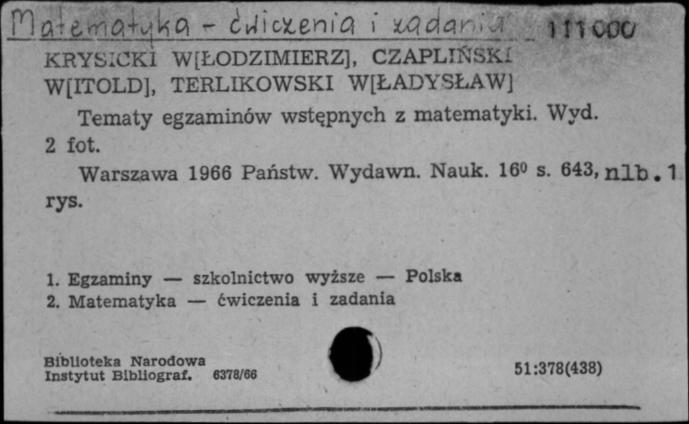 Matematyka - ćwiczenia i zadania 111000
KRYSICKI W[ŁODZIMIERZ], CZAPLIŃSKI
W[ITOLD], TERLIKOWSKI W[ŁADYSŁAW]
Tematy egzaminów wstępnych z matematyki. Wyd.
2 fot.
Warszawa 1966 Państw. Wydawn. Nauk. 16⁰ s. 643, nlb. 1
rys.
1. Egzaminy — szkolnictwo wyższe — Polska
2. Matematyka — ćwiczenia i zadania
Biblioteka Narodowa
Instytut Bibliograf. 6378/66 51:378(438)